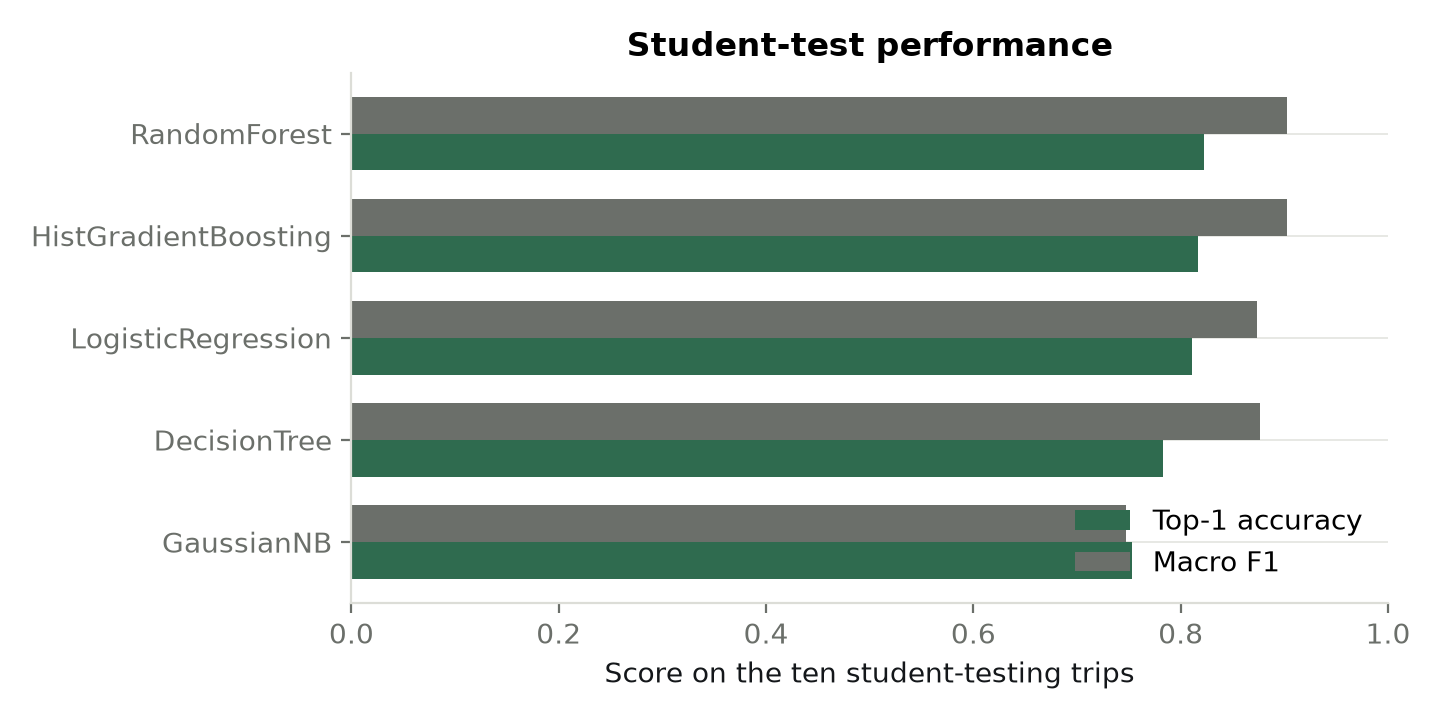 Student-test performance
RandomForest
HistGradientBoosting
LogisticRegression
DecisionTree
GaussianNB
Top-1 accuracy
Macro F1
0.0 0.2 0.4 0.6 0.8 1.0
Score on the ten student-testing trips